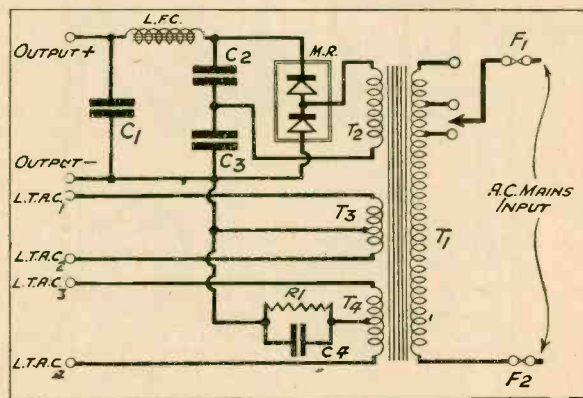 L.F.C.
OUTPUT+
C1
C2
C3
M.R.
T2
F1
OUTPUT-
L.T.A.C.1
T3
T1
A.C. MAINS
INPUT
L.T.A.C.2
L.T.A.C.3
R1
T4
C4
L.T.A.C.4
F2